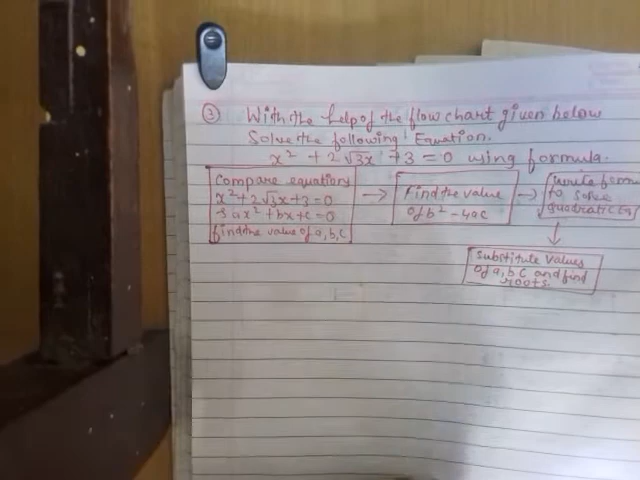 ③ With the help of the flow chart given below
Solve the following Equation.
x² + 2√3x + 3 = 0 using formula.
Compare equations
x²+2√3x+3=0
ax²+bx+c=0
find the value of a, b, c
→
Find the value
of b² - 4ac
→
write form
to solve
quadratic Eq
↓
Substitute values
of a, b, c and find
roots.